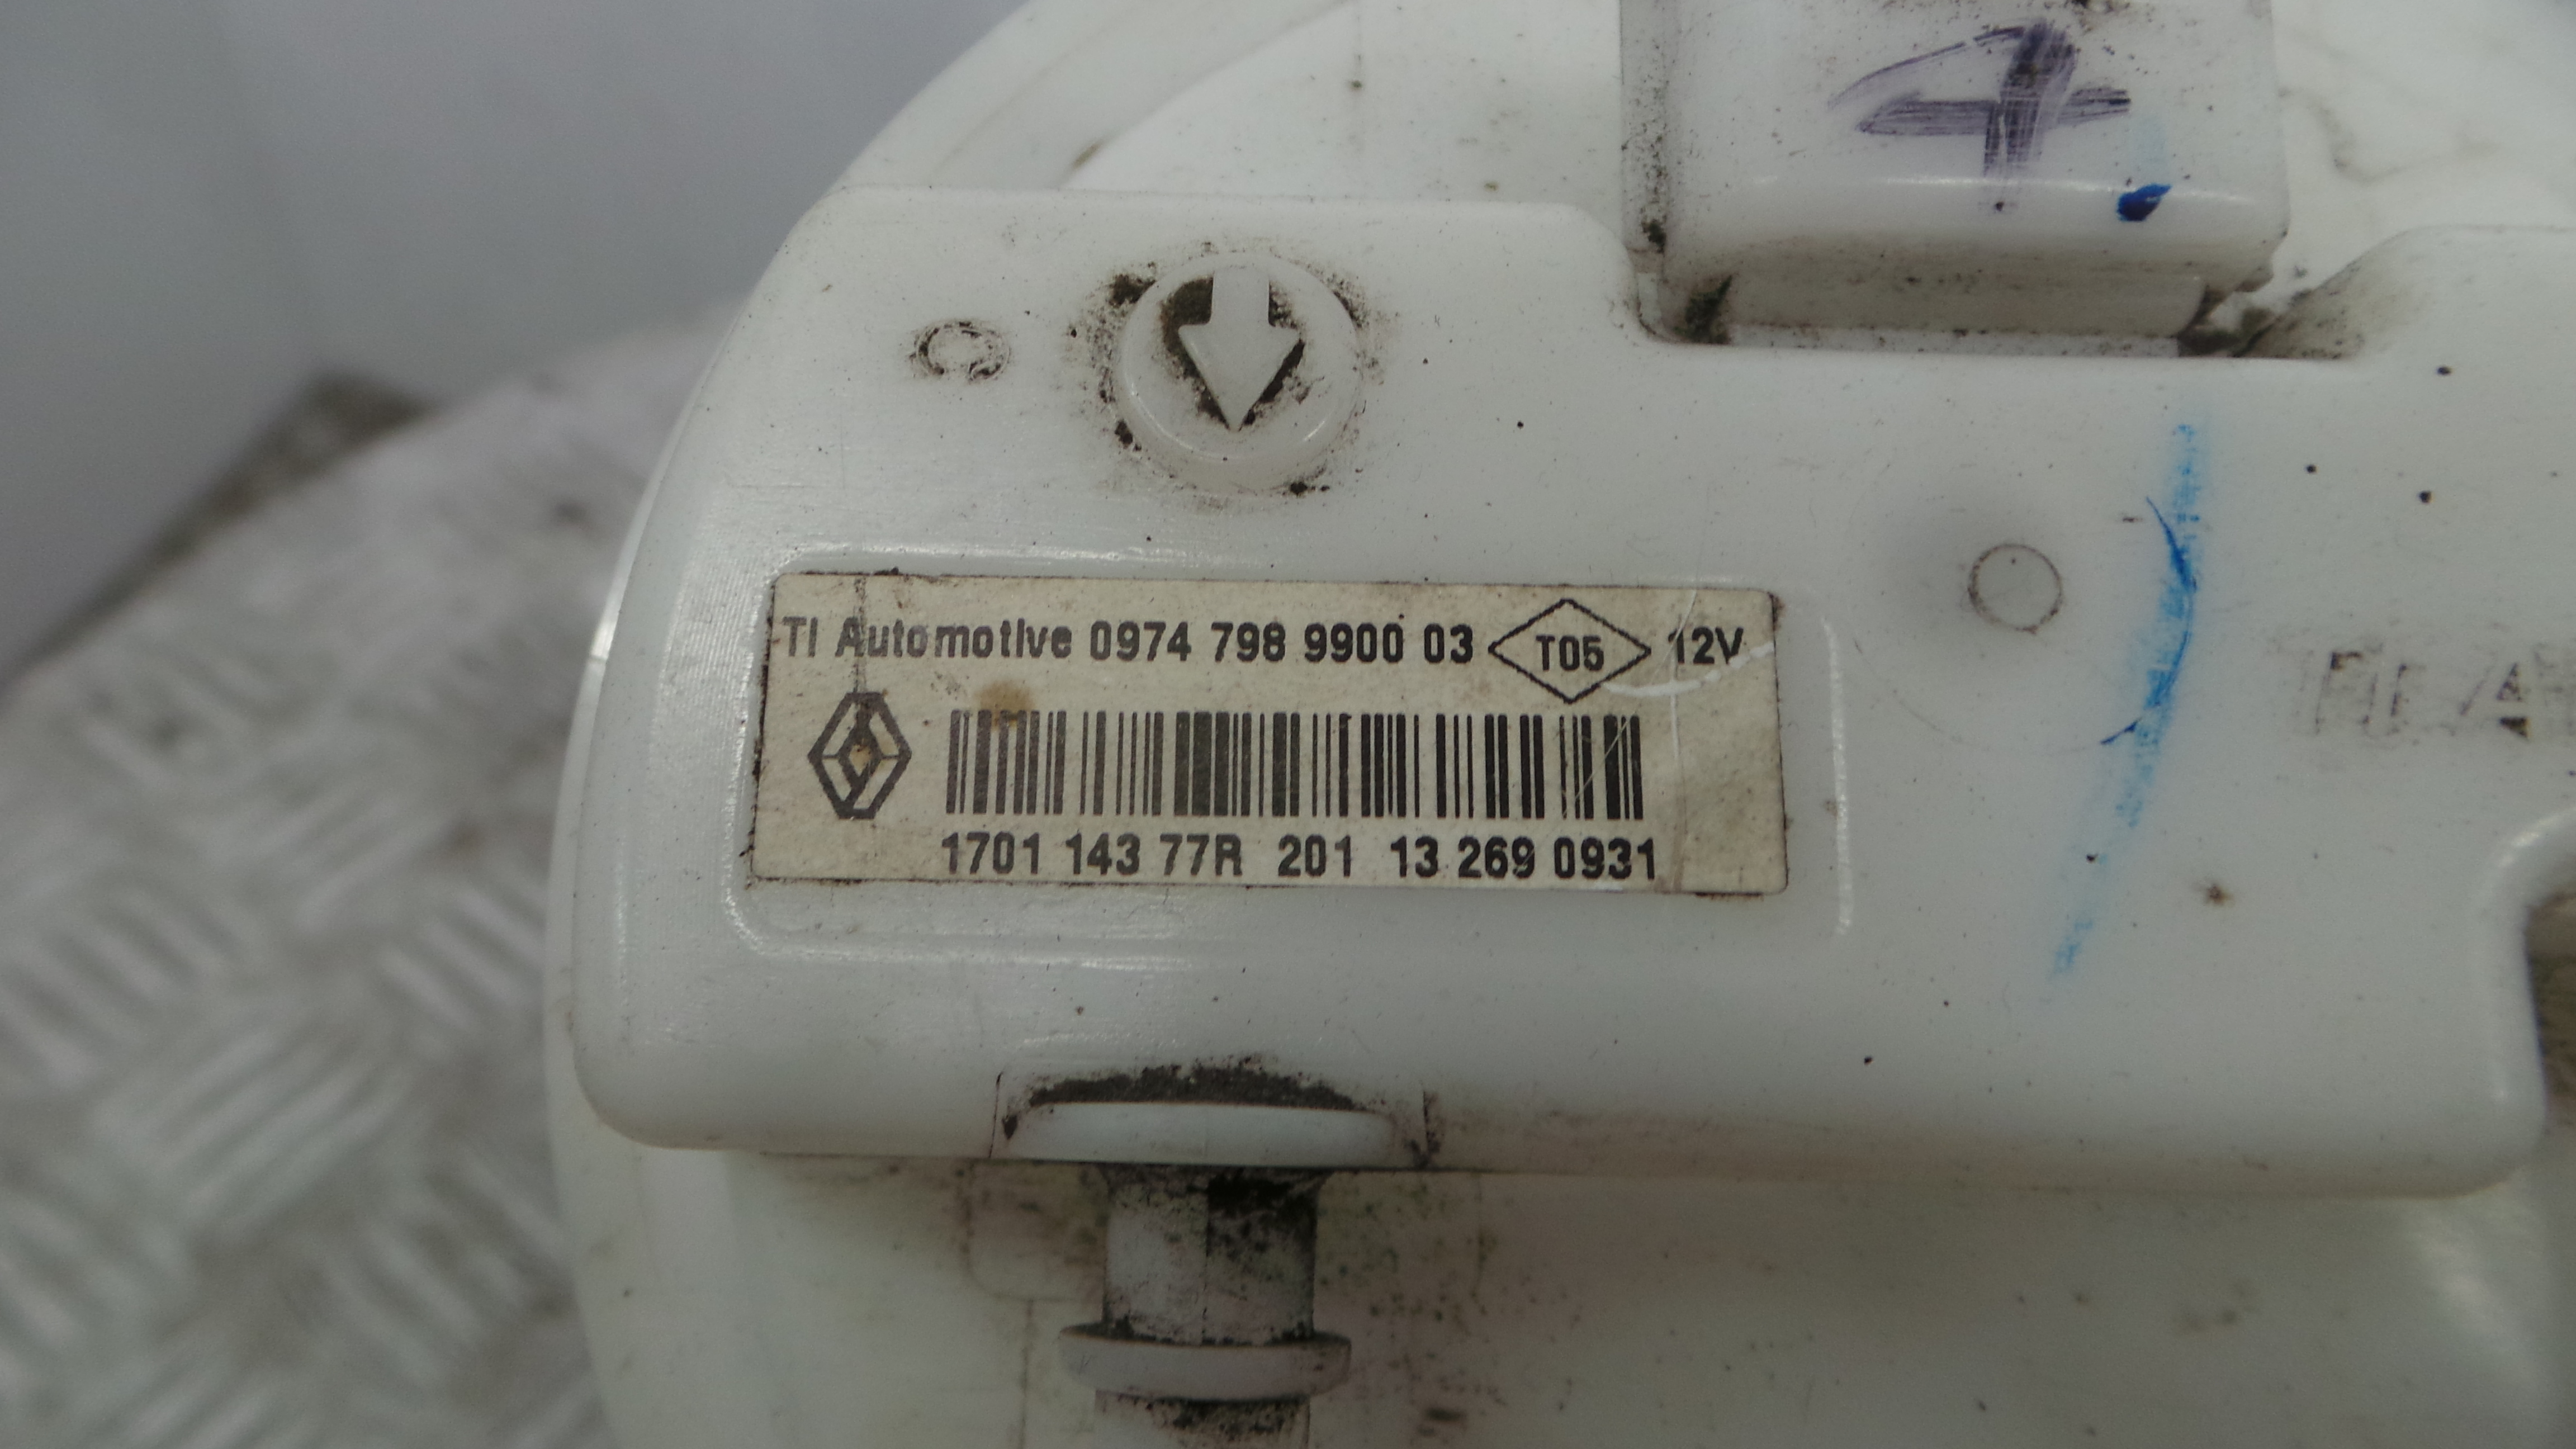 TI Automotive 0974 798 9900 03 T05 12V
1701 143 77R 201 13 269 0931